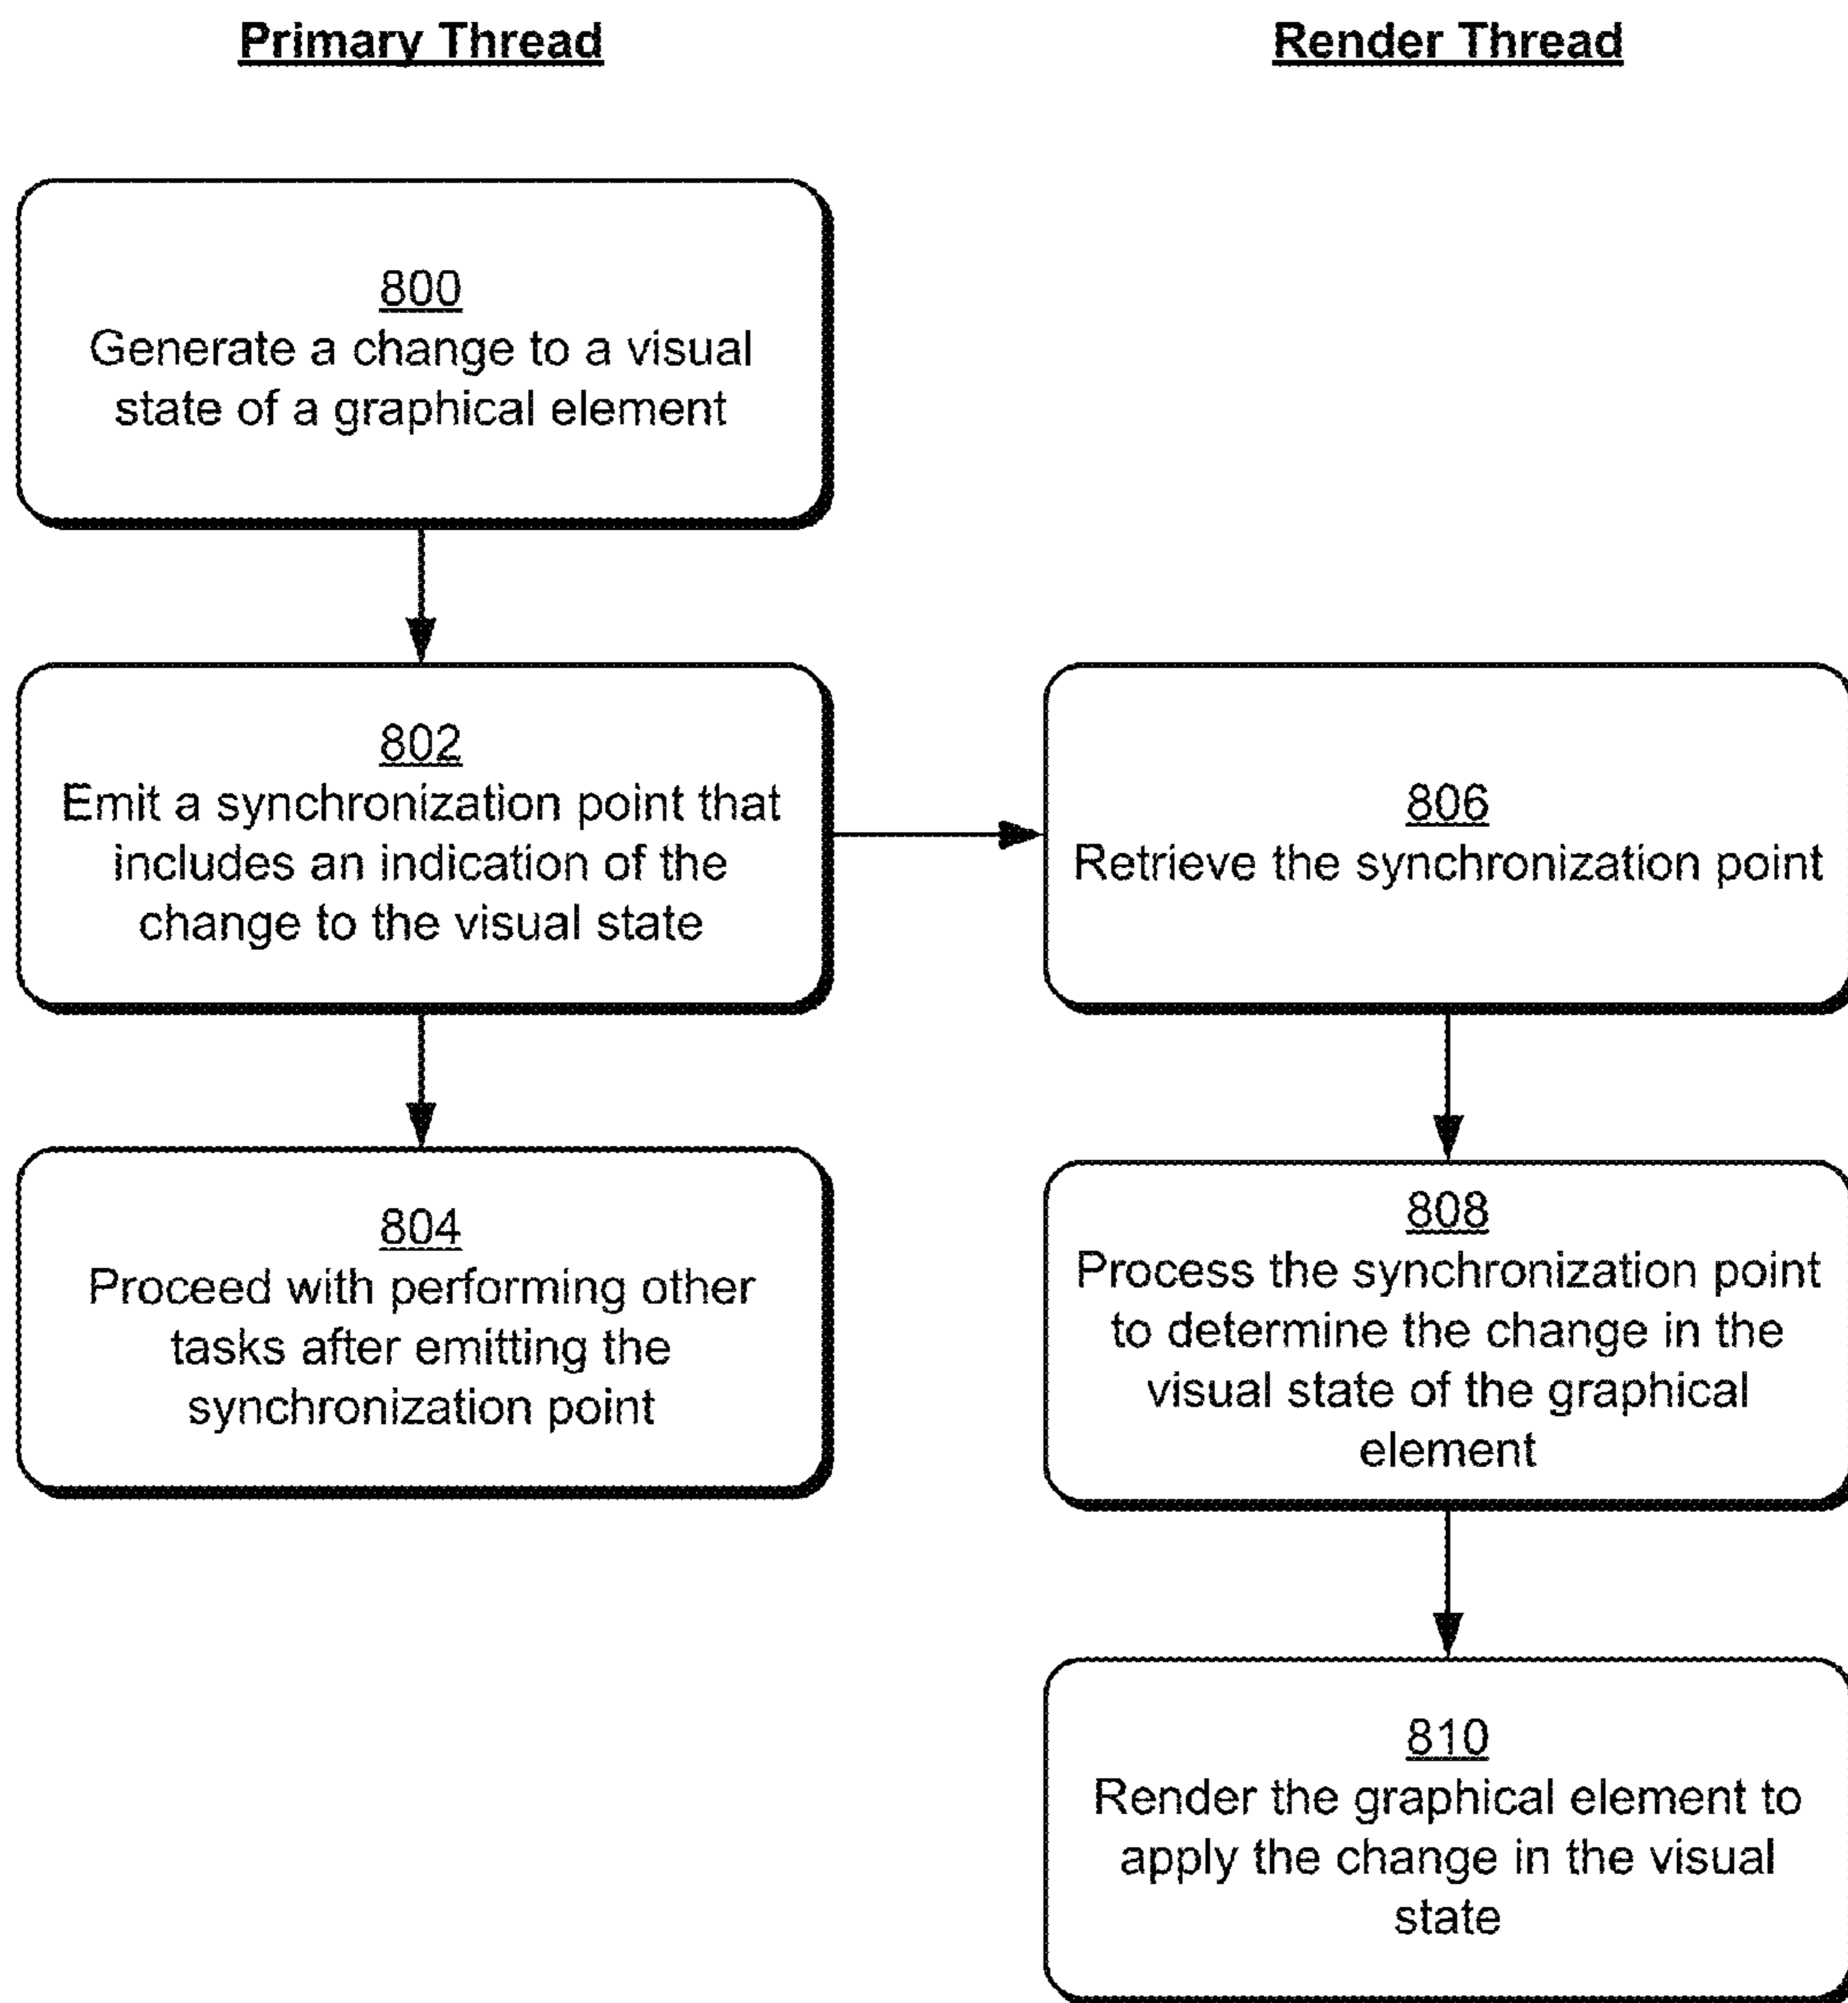 Primary Thread
Render Thread
800
Generate a change to a visual
state of a graphical element
802
Emit a synchronization point that
includes an indication of the
change to the visual state
804
Proceed with performing other
tasks after emitting the
synchronization point
806
Retrieve the synchronization point
808
Process the synchronization point
to determine the change in the
visual state of the graphical
element
810
Render the graphical element to
apply the change in the visual
state